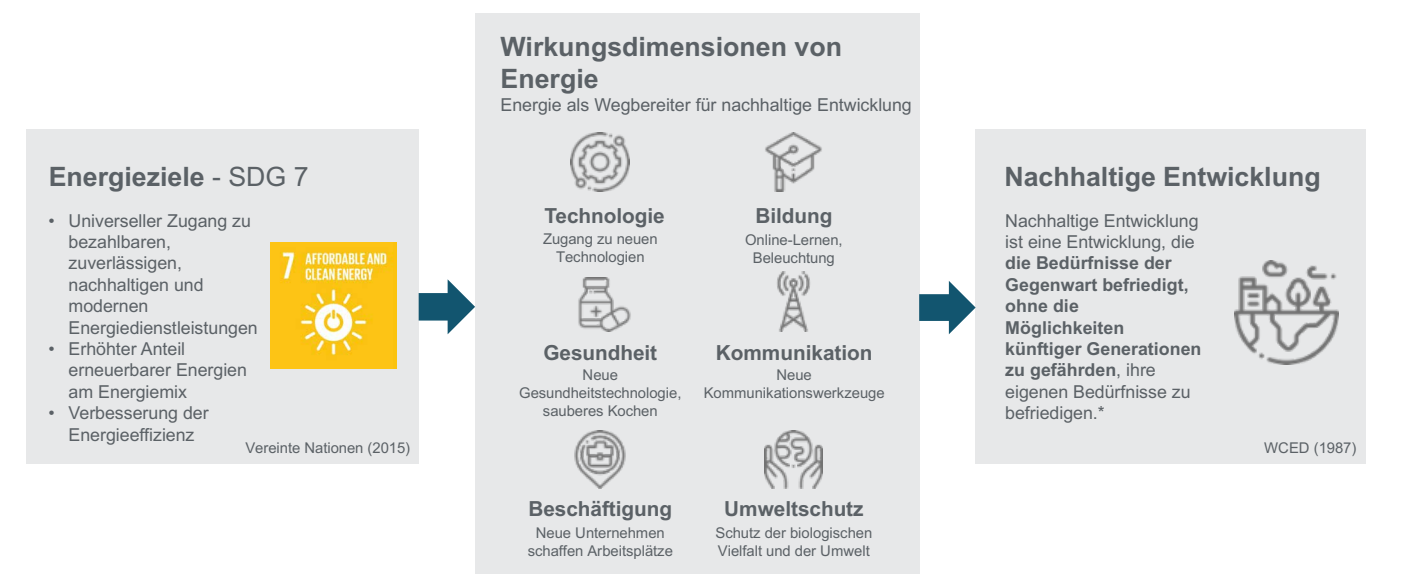 Energieziele - SDG 7
• Universeller Zugang zu
bezahlbaren,
zuverlässigen,
nachhaltigen und
modernen
Energiedienstleistungen
• Erhöhter Anteil
erneuerbarer Energien
am Energiemix
• Verbesserung der
Energieeffizienz
7 AFFORDABLE AND
CLEAN ENERGY
Vereinte Nationen (2015)
Wirkungsdimensionen von
Energie
Energie als Wegbereiter für nachhaltige Entwicklung
Technologie
Zugang zu neuen
Technologien
Bildung
Online-Lernen,
Beleuchtung
Gesundheit
Neue
Gesundheitstechnologie,
sauberes Kochen
Kommunikation
Neue
Kommunikationswerkzeuge
Beschäftigung
Neue Unternehmen
schaffen Arbeitsplätze
Umweltschutz
Schutz der biologischen
Vielfalt und der Umwelt
Nachhaltige Entwicklung
Nachhaltige Entwicklung
ist eine Entwicklung, die
die Bedürfnisse der
Gegenwart befriedigt,
ohne die
Möglichkeiten
künftiger Generationen
zu gefährden, ihre
eigenen Bedürfnisse zu
befriedigen.*
WCED (1987)